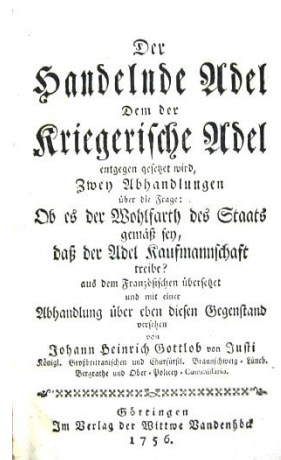 Der
Handelnde Adel
Dem der
Kriegerische Adel
entgegen gesetzet wird,
Zwey Abhandlungen
über die Frage:
Ob es der Wohlfarth des Staats
gemäß sey,
daß der Adel Kaufmannschaft
treibe?
aus dem Französischen übersetzet
und mit einer
Abhandlung über eben diesen Gegenstand
versehen
von
Johann Heinrich Gottlob von Justi
Königl. Großbrittanischen und Churfürstl. Braunschweig-Lüneb.
Bergrathe und Ober-Policey-Commissario.
Göttingen
Im Verlag der Wittwe Vandenhöck
1756.